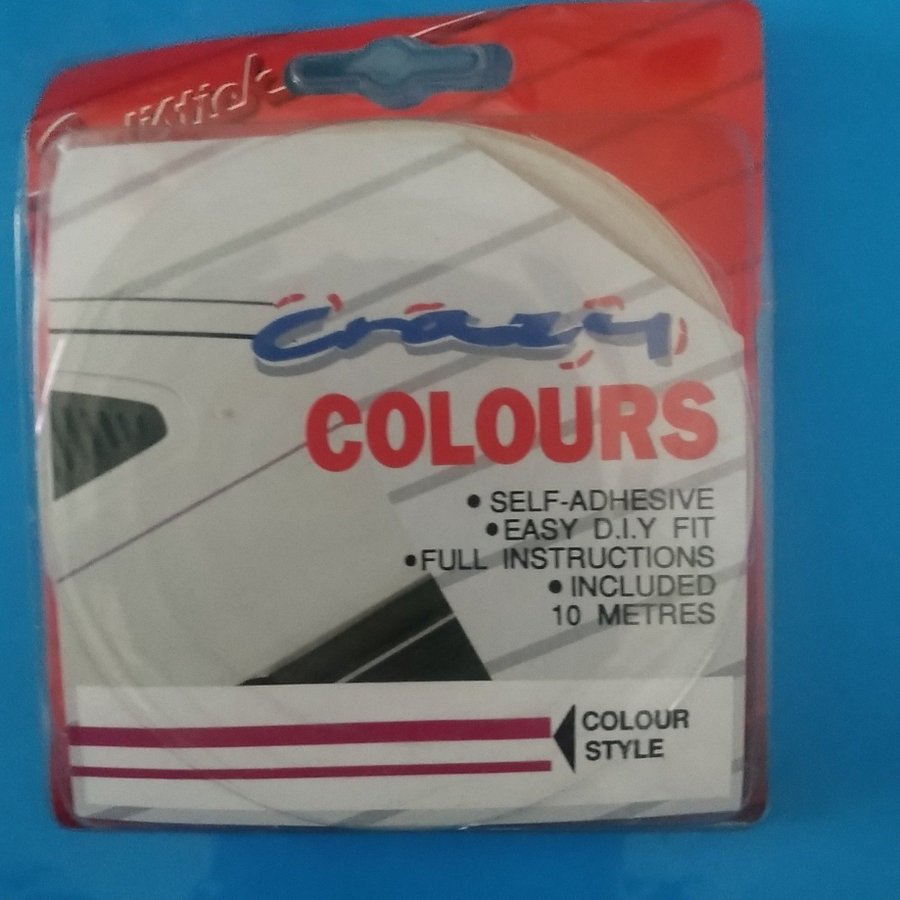 Crazy
COLOURS
• SELF-ADHESIVE
• EASY D.I.Y FIT
• FULL INSTRUCTIONS
• INCLUDED
10 METRES
COLOUR
STYLE